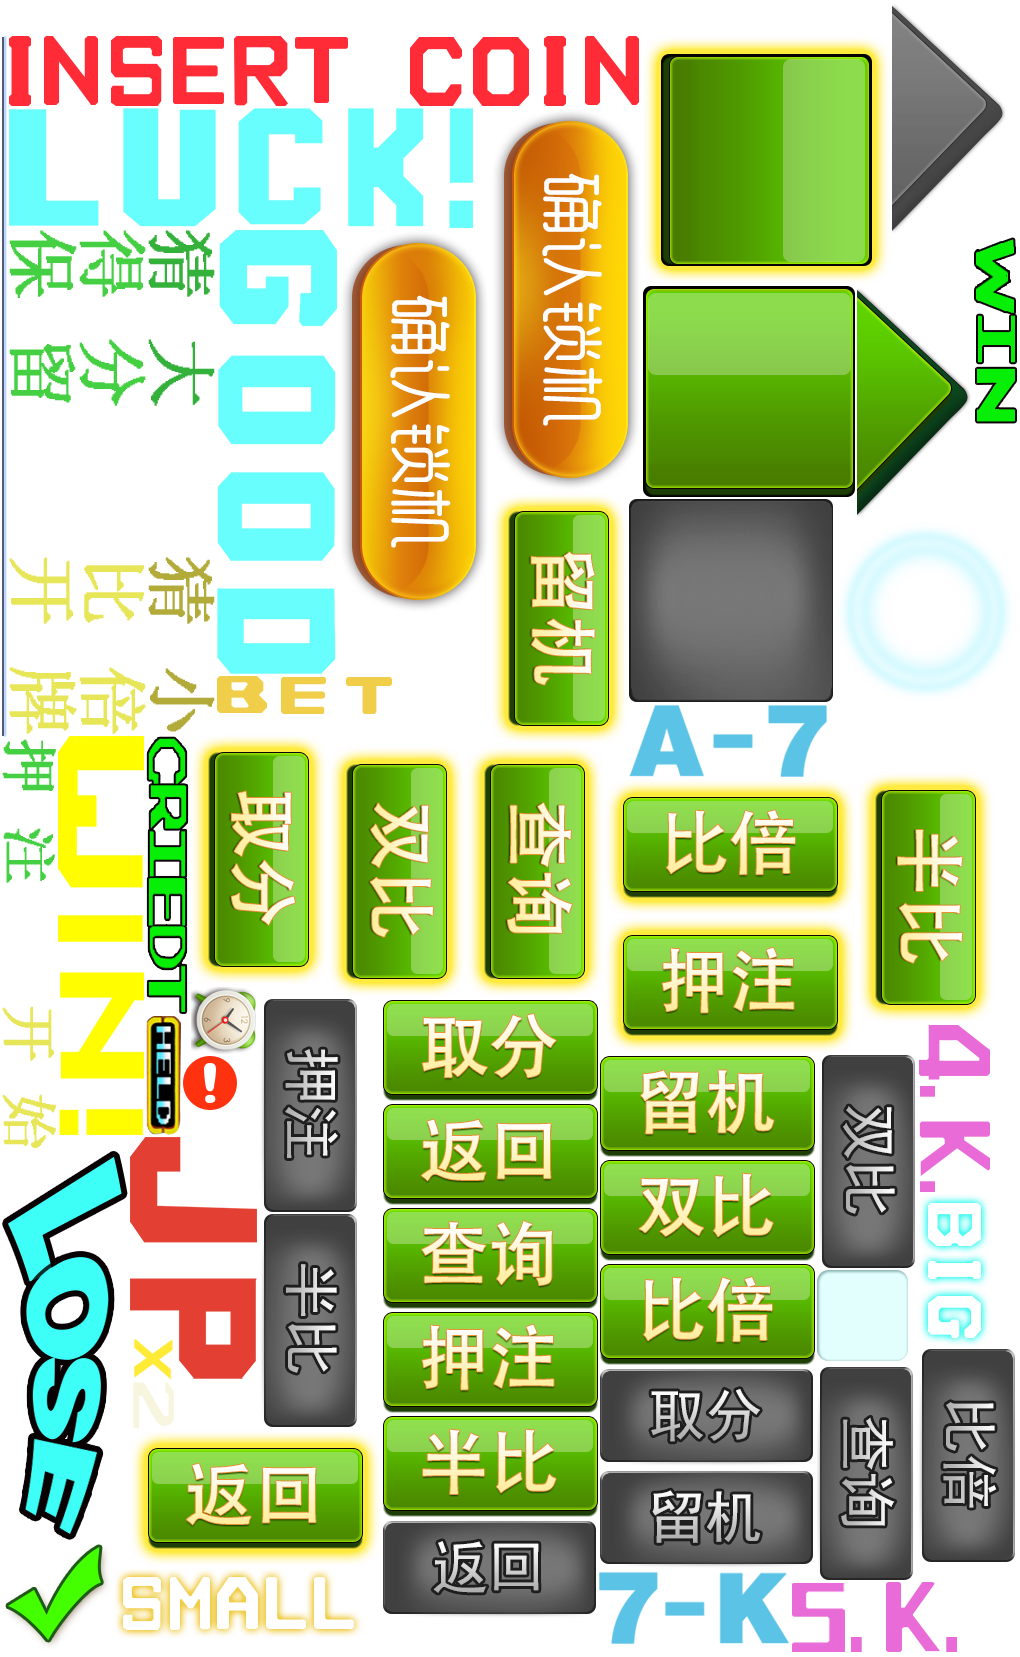 INSERT COIN
LUCK!
确认锁机
确认锁机
WIN
猜得保
大分留
猜比开
小倍牌
GOOD
BET
留机
A-7
押注
开始
WIN!
CRIEDT
取分
双比
查询
比倍
半比
押注
HELD
押注
取分
留机
双比
4.K.
返回
双比
查询
比倍
BIG
JP
半比
押注
X2
LOSE
半比
取分
查询
比倍
返回
留机
返回
SMALL
7-K
5.K.